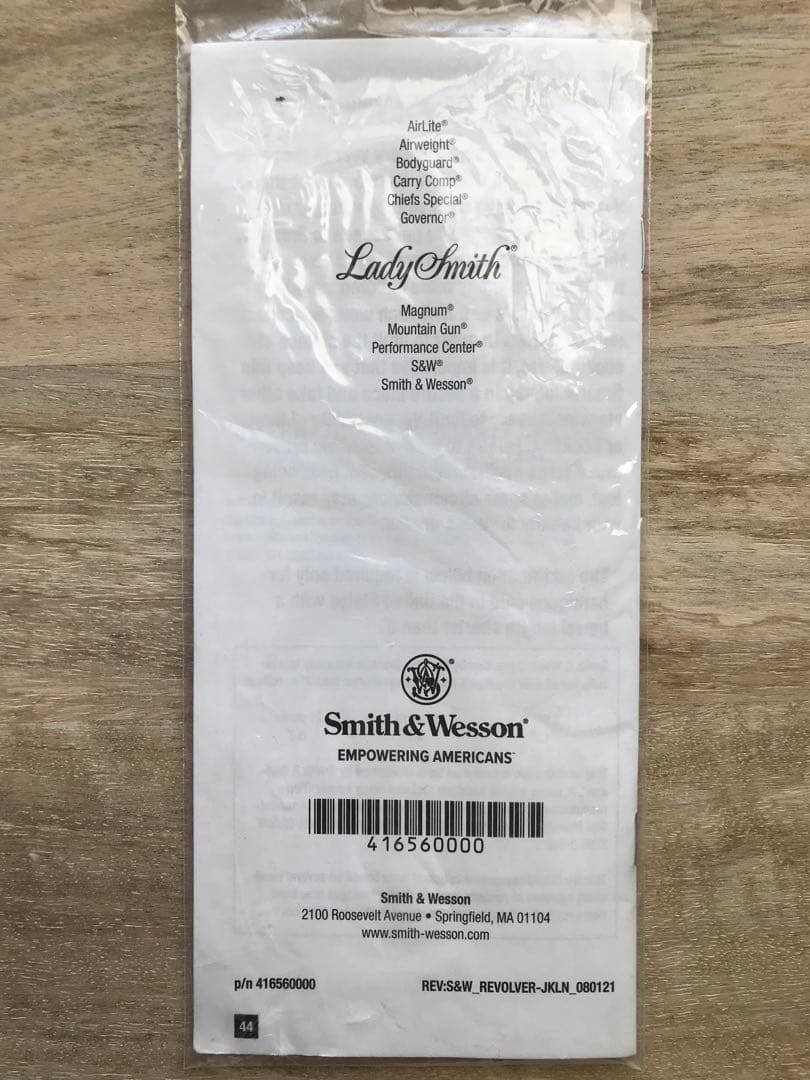 AirLite®
Airweight®
Bodyguard®
Carry Comp®
Chiefs Special®
Governor®
LadySmith®
Magnum®
Mountain Gun®
Performance Center®
S&W®
Smith & Wesson®
®
Smith & Wesson®
EMPOWERING AMERICANS™
416560000
Smith & Wesson
2100 Roosevelt Avenue • Springfield, MA 01104
www.smith-wesson.com
p/n 416560000 REV:S&W_REVOLVER-JKLN_080121
44